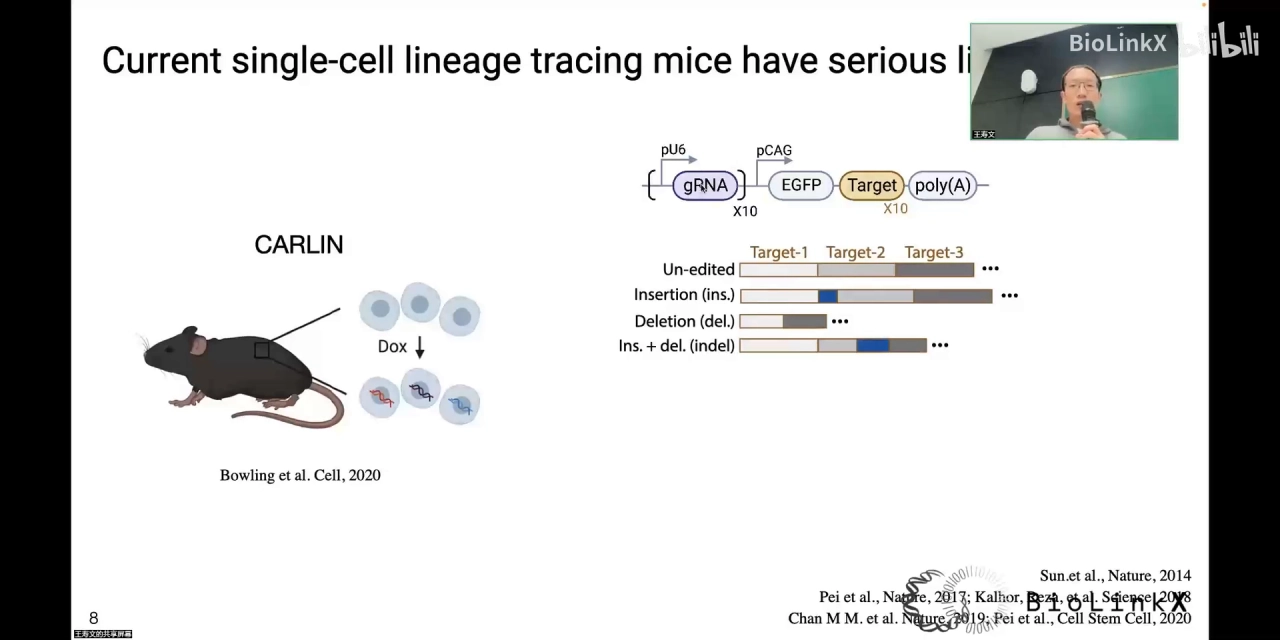 Current single-cell lineage tracing mice have serious li
BioLinkX
bilibili
王寿文
pU6
pCAG
gRNA
EGFP
Target
poly(A)
X10
X10
CARLIN
Target-1
Target-2
Target-3
Un-edited
Insertion (ins.)
Deletion (del.)
Ins. + del. (indel)
Dox
Bowling et al. Cell, 2020
Sun.et al., Nature, 2014
Pei et al., Nature, 2017; Kalhor, Reza, et al. Science, 2018
Chan M M. et al. Nature, 2019; Pei et al., Cell Stem Cell, 2020
BioLinkX
8
王寿文的共享屏幕